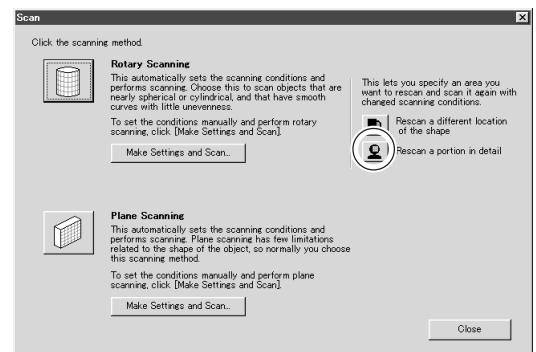 Scan
Click the scanning method.
Rotary Scanning
This automatically sets the scanning conditions and
performs scanning. Choose this to scan objects that are
nearly spherical or cylindrical, and that have smooth
curves with little unevenness.
To set the conditions manually and perform rotary
scanning, click [Make Settings and Scan].
Make Settings and Scan...
This lets you specify an area you
want to rescan and scan it again with
changed scanning conditions.
Rescan a different location
of the shape
Rescan a portion in detail
Plane Scanning
This automatically sets the scanning conditions and
performs scanning. Plane scanning has few limitations
related to the shape of the object, so normally you choose
this scanning method.
To set the conditions manually and perform plane
scanning, click [Make Settings and Scan].
Make Settings and Scan...
Close